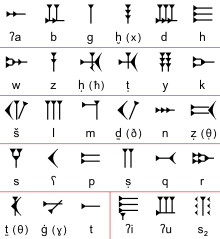 𐎀 𐎁 𐎂 𐎃 𐎄 𐎅
ʔa b g ḫ (x) d h
𐎆 𐎇 𐎈 𐎉 𐎊 𐎋
w z ḥ (ħ) ṭ y k
𐎌 𐎍 𐎎 𐎏 𐎐 𐎑
š l m ḏ (ð) n ẓ (θ)
𐎒 𐎓 𐎔 𐎕 𐎖 𐎗
s ʕ p ṣ q r
𐎘 𐎙 𐎚 𐎛 𐎜 𐎝
ṯ (θ) ġ (ɣ) t ʔi ʔu s₂